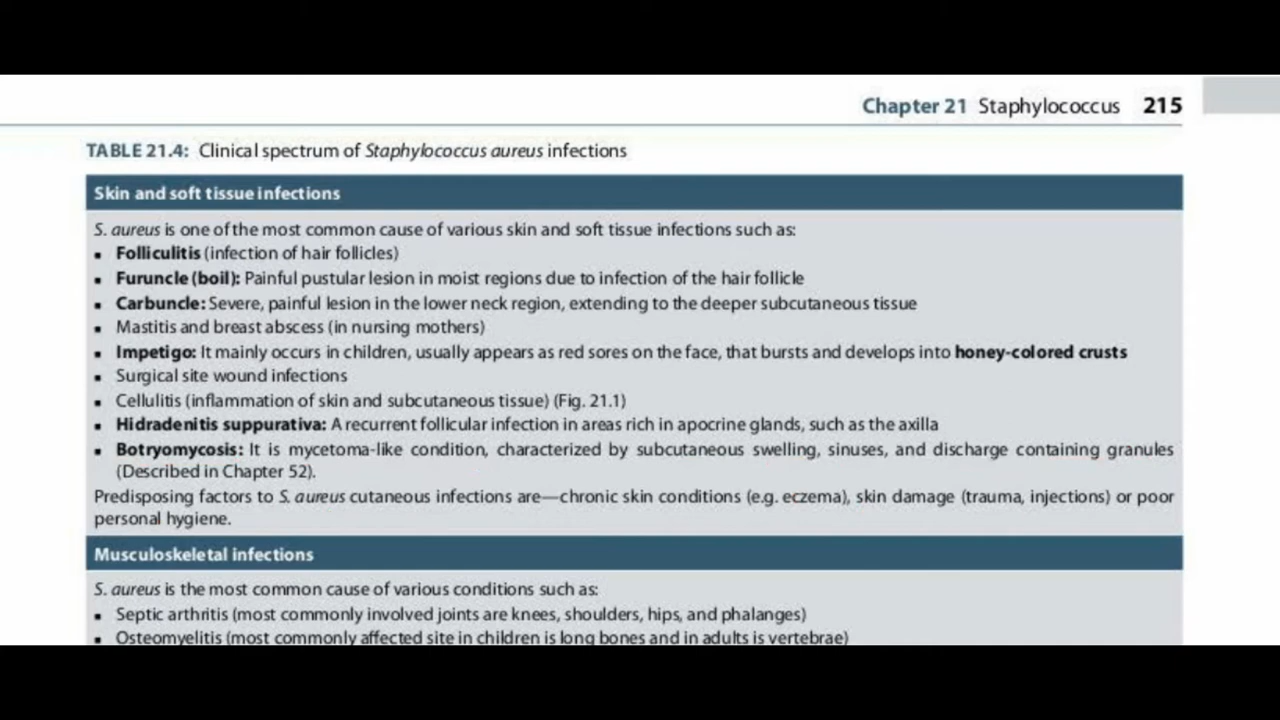 Chapter 21 Staphylococcus 215
TABLE 21.4: Clinical spectrum of Staphylococcus aureus infections
Skin and soft tissue infections
S. aureus is one of the most common cause of various skin and soft tissue infections such as:
▪ Folliculitis (infection of hair follicles)
▪ Furuncle (boil): Painful pustular lesion in moist regions due to infection of the hair follicle
▪ Carbuncle: Severe, painful lesion in the lower neck region, extending to the deeper subcutaneous tissue
▪ Mastitis and breast abscess (in nursing mothers)
▪ Impetigo: It mainly occurs in children, usually appears as red sores on the face, that bursts and develops into honey-colored crusts
▪ Surgical site wound infections
▪ Cellulitis (inflammation of skin and subcutaneous tissue) (Fig. 21.1)
▪ Hidradenitis suppurativa: A recurrent follicular infection in areas rich in apocrine glands, such as the axilla
▪ Botryomycosis: It is mycetoma-like condition, characterized by subcutaneous swelling, sinuses, and discharge containing granules
(Described in Chapter 52).
Predisposing factors to S. aureus cutaneous infections are—chronic skin conditions (e.g. eczema), skin damage (trauma, injections) or poor
personal hygiene.
Musculoskeletal infections
S. aureus is the most common cause of various conditions such as:
▪ Septic arthritis (most commonly involved joints are knees, shoulders, hips, and phalanges)
▪ Osteomyelitis (most commonly affected site in children is long bones and in adults is vertebrae)